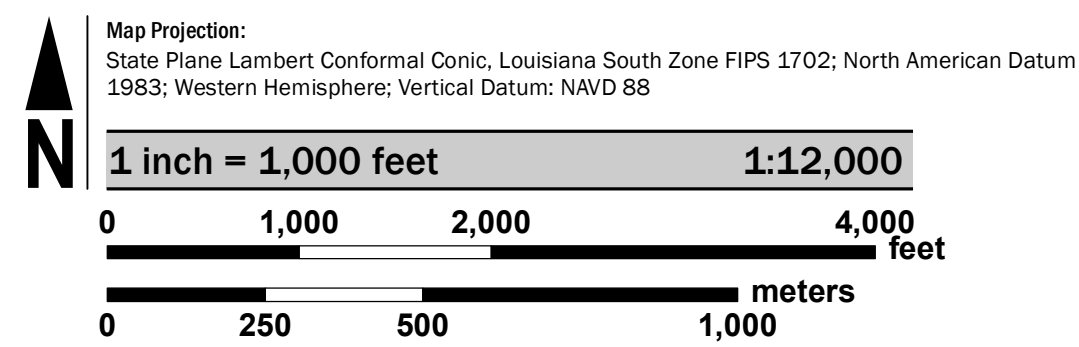 Map Projection:
State Plane Lambert Conformal Conic, Louisiana South Zone FIPS 1702; North American Datum
1983; Western Hemisphere; Vertical Datum: NAVD 88
N
1 inch = 1,000 feet 1:12,000
0 1,000 2,000 4,000
feet
meters
0 250 500 1,000